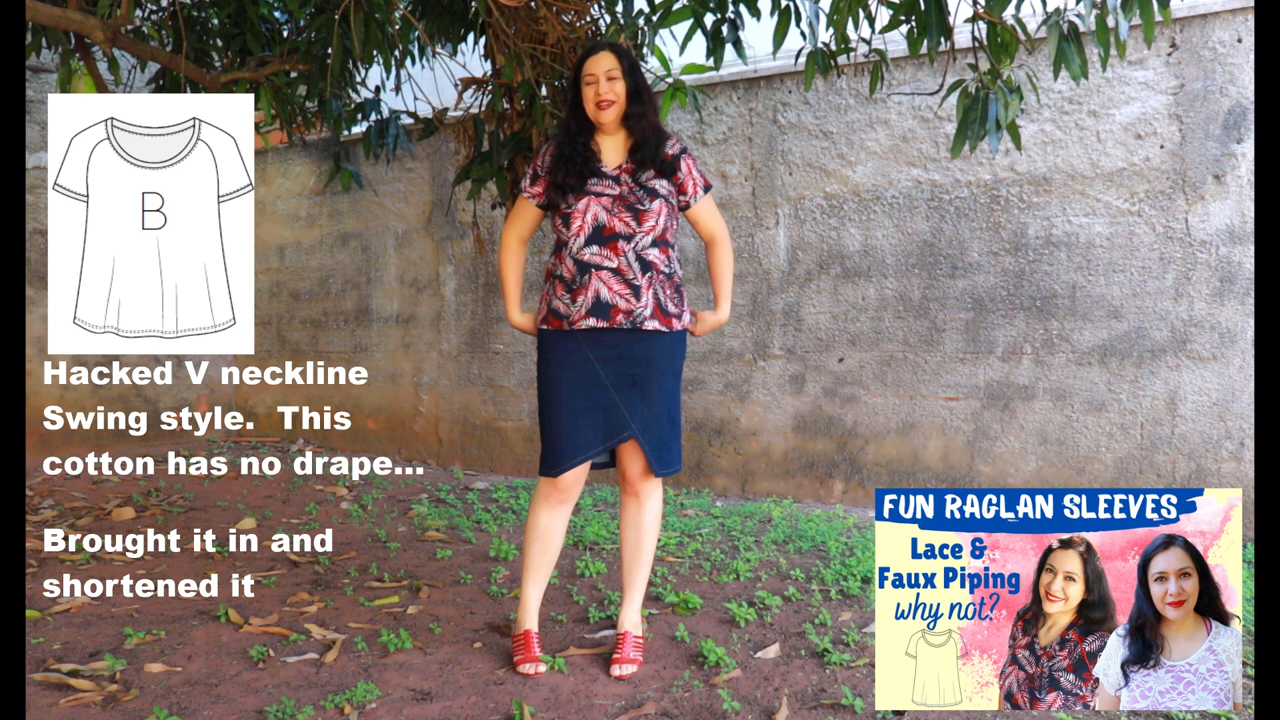 B
Hacked V neckline
Swing style.  This
cotton has no drape...
Brought it in and
shortened it
FUN RAGLAN SLEEVES
Lace &
Faux Piping
why not?